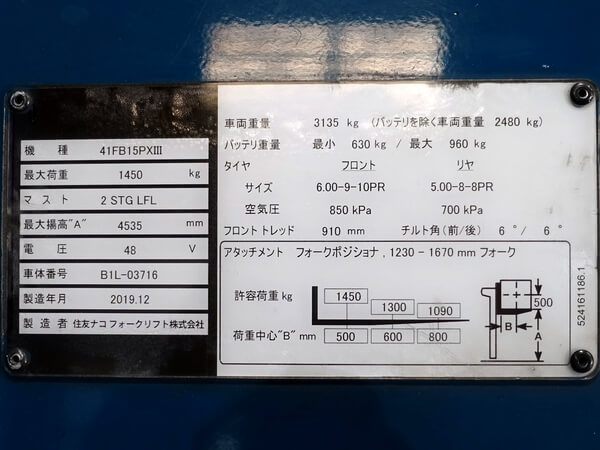 機 種 41FB15PXIII
最大荷重 1450 kg
マ ス ト 2 STG LFL
最大揚高"A" 4535 mm
電 圧 48 V
車体番号 B1L-03716
製造年月 2019.12
製 造 者 住友ナコ フォークリフト株式会社
車両重量 3135 kg (バッテリを除く車両重量 2480 kg)
バッテリ重量 最 小 630 kg / 最 大 960 kg
タイヤ フロント リ ヤ
サイズ 6.00-9-10PR 5.00-8-8PR
空気圧 850 kPa 700 kPa
フロント トレッド 910 mm チルト角 (前/後) 6 ° / 6 °
アタッチメント フォークポジショナ , 1230 - 1670 mm フォーク
許容荷重 kg 1450 1300 1090
荷重中心"B" mm 500 600 800
500
B
A
524161186.1